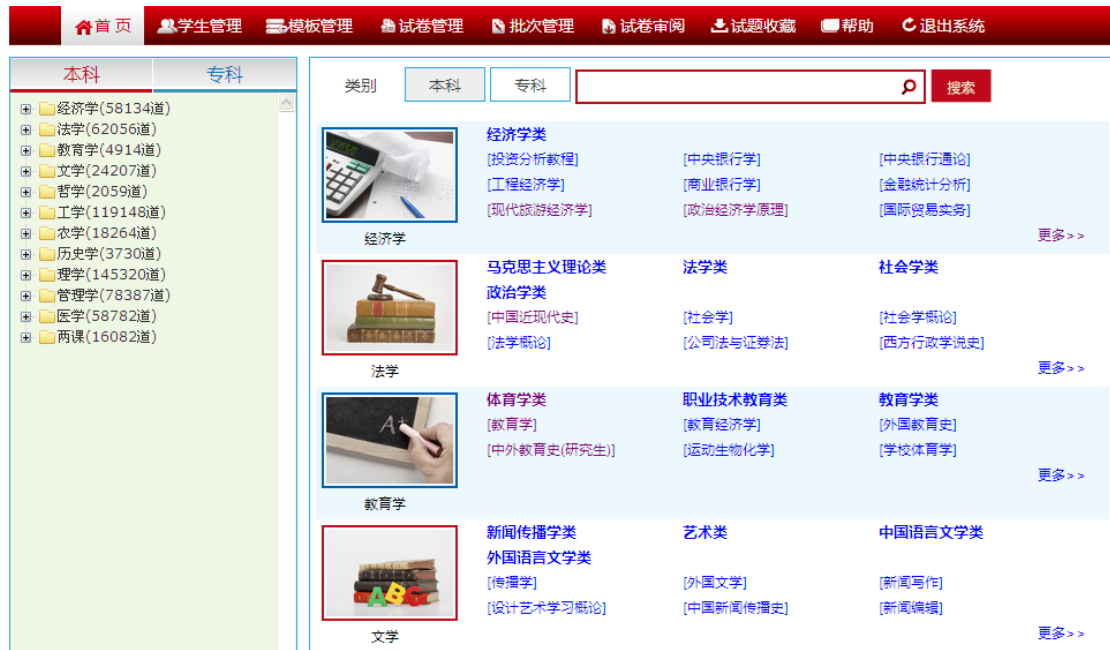 首 页 学生管理 模板管理 试卷管理 批次管理 试卷审阅 试题收藏 帮助 退出系统
本科 专科
经济学(58134道)
法学(62056道)
教育学(4914道)
文学(24207道)
哲学(2059道)
工学(119148道)
农学(18264道)
历史学(3730道)
理学(145320道)
管理学(78387道)
医学(58782道)
两课(16082道)
类别 本科 专科 搜索
经济学类
[投资分析教程] [中央银行学] [中央银行通论]
[工程经济学] [商业银行学] [金融统计分析]
[现代旅游经济学] [政治经济学原理] [国际贸易实务]
经济学
更多>>
马克思主义理论类 法学类 社会学类
政治学类
[中国近现代史] [社会学] [社会学概论]
[法学概论] [公司法与证券法] [西方行政学说史]
法学
更多>>
体育学类 职业技术教育类 教育学类
[教育学] [教育经济学] [外国教育史]
[中外教育史(研究生)] [运动生物化学] [学校体育学]
更多>>
A+
教育学
新闻传播学类 艺术类 中国语言文学类
外国语言文学类
[传播学] [外国文学] [新闻写作]
[设计艺术学习概论] [中国新闻传播史] [新闻编辑]
ABC
文学
更多>>